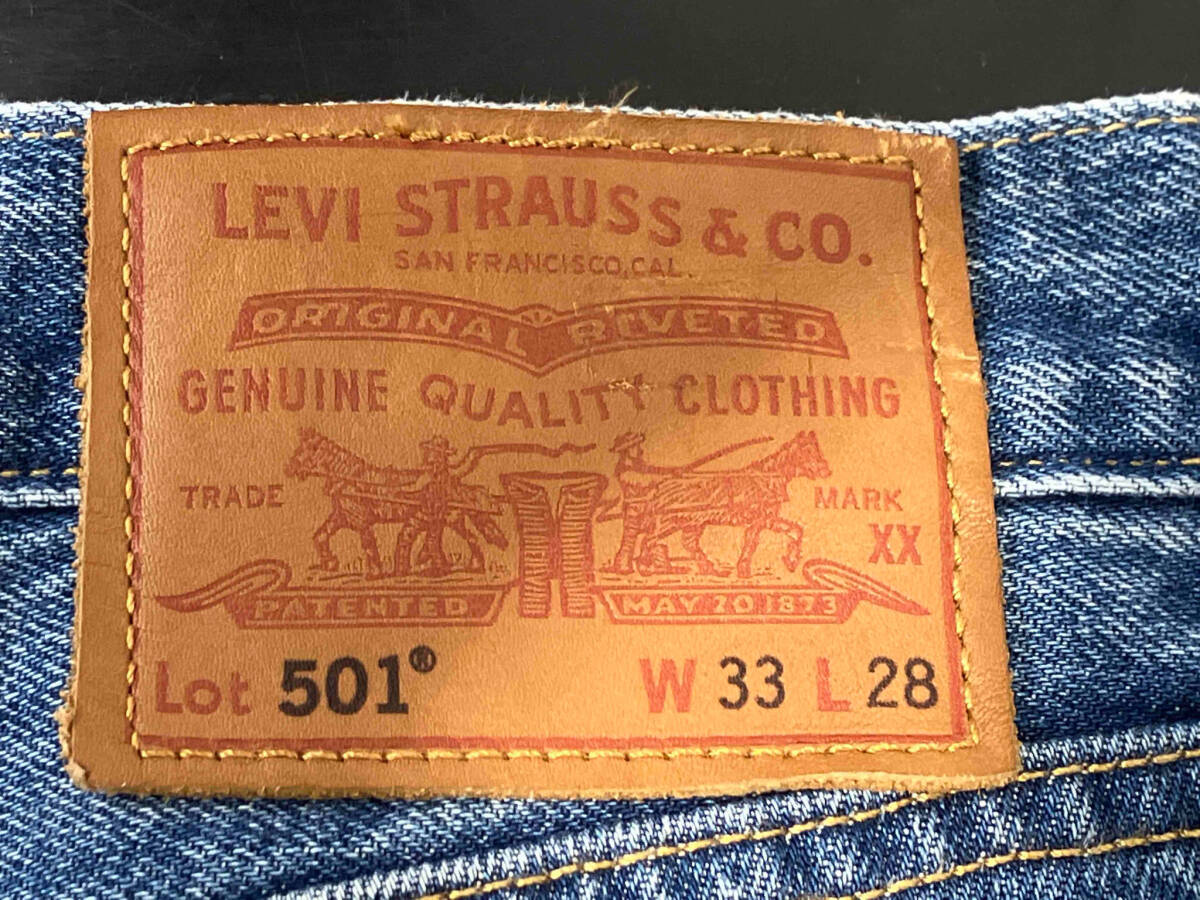 LEVI STRAUSS & CO.
SAN FRANCISCO, CAL.
ORIGINAL RIVETED
GENUINE QUALITY CLOTHING
TRADE MARK
XX
PATENTED MAY 20 1873
Lot 501® W 33 L 28